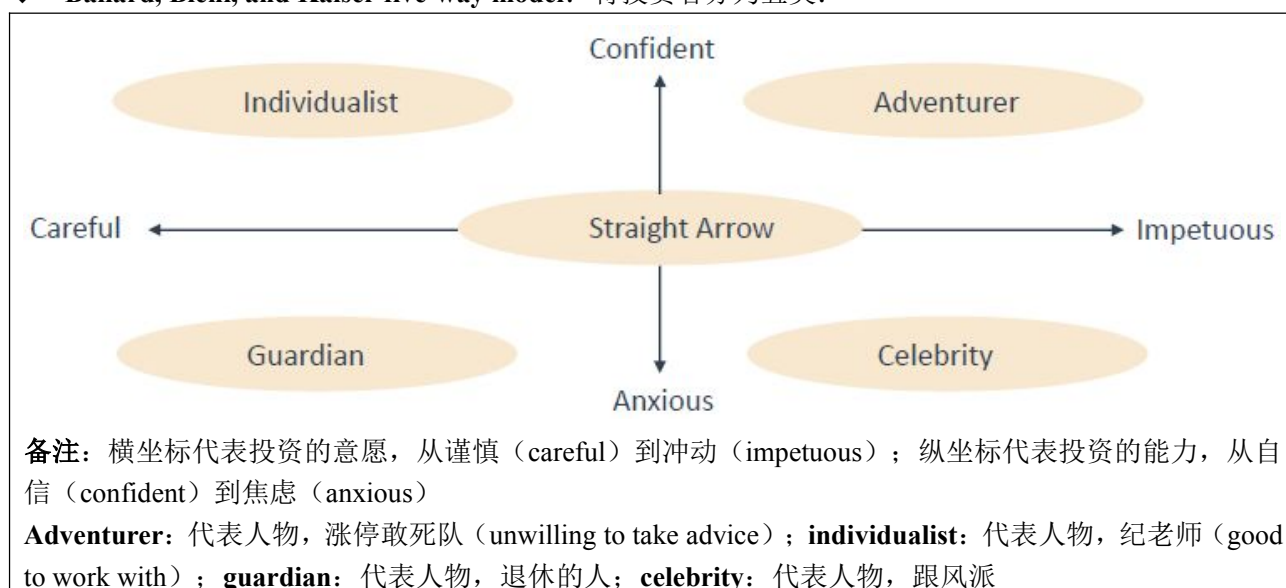 Confident
Individualist
Adventurer
Careful
Straight Arrow
Impetuous
Guardian
Celebrity
Anxious
备注：横坐标代表投资的意愿，从谨慎（careful）到冲动（impetuous）；纵坐标代表投资的能力，从自
信（confident）到焦虑（anxious）
Adventurer：代表人物，涨停敢死队（unwilling to take advice）；individualist：代表人物，纪老师（good
to work with）；guardian：代表人物，退休的人；celebrity：代表人物，跟风派